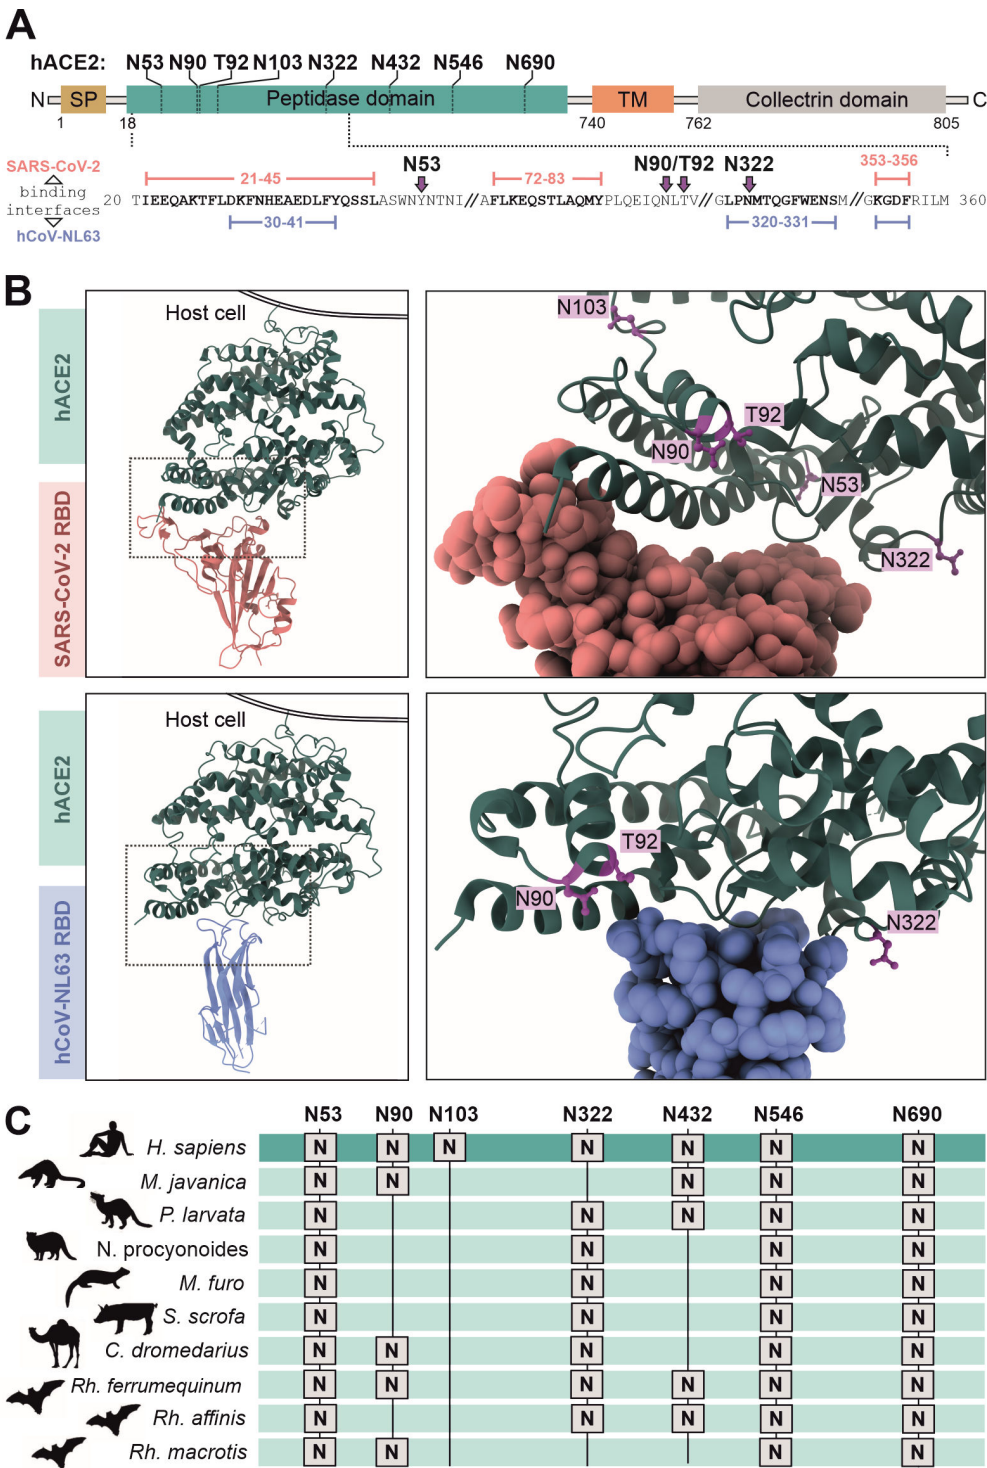 A
hACE2: N53 N90 T92 N103 N322 N432 N546 N690
N SP Peptidase domain TM Collectrin domain C
1 18 740 762 805
SARS-CoV-2
binding
interfaces
hCoV-NL63
N53 N90/T92 N322 353-356
21-45 72-83
20 TIEEQAKTFLDKFNHEAEDLFYQSSLASWNYNTNI//AFLKEQSTLAQMYPLQEIQNLTV//GLPNMTQGFWENSM//GKGDFRILM 360
30-41 320-331
B
hACE2
SARS-CoV-2 RBD
Host cell
N103
T92
N90
N53
N322
hACE2
hCoV-NL63 RBD
Host cell
T92
N90
N322
C
N53 N90 N103 N322 N432 N546 N690
H. sapiens N N N N N N N
M. javanica N N N N N
P. larvata N N N N N
N. procyonoides N N N N
M. furo N N N N
S. scrofa N N N N
C. dromedarius N N N N N
Rh. ferrumequinum N N N N N N
Rh. affinis N N N N N
Rh. macrotis N N N N